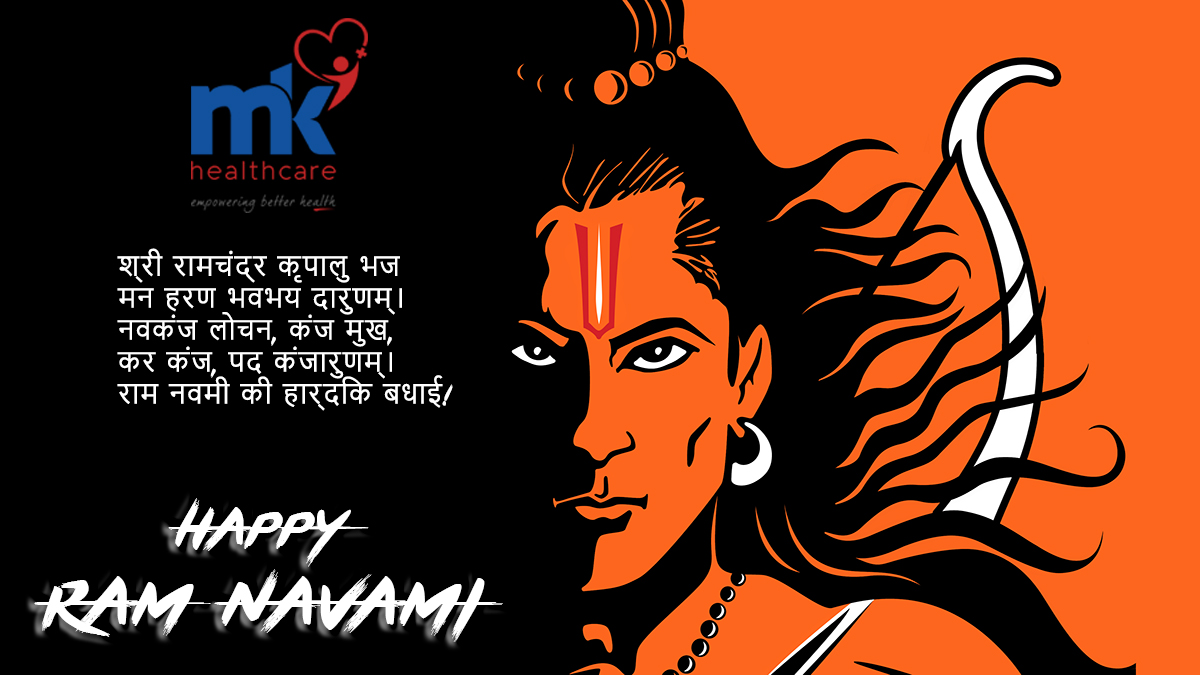 mk
healthcare
empowering better health
श्री रामचंद्र कृपालु भज
मन हरण भवभय दारुणम्।
नवकंज लोचन, कंज मुख,
कर कंज, पद कंजारुणम्।
राम नवमी की हार्दकि बधाई!
HAPPY
RAM NAVAMI